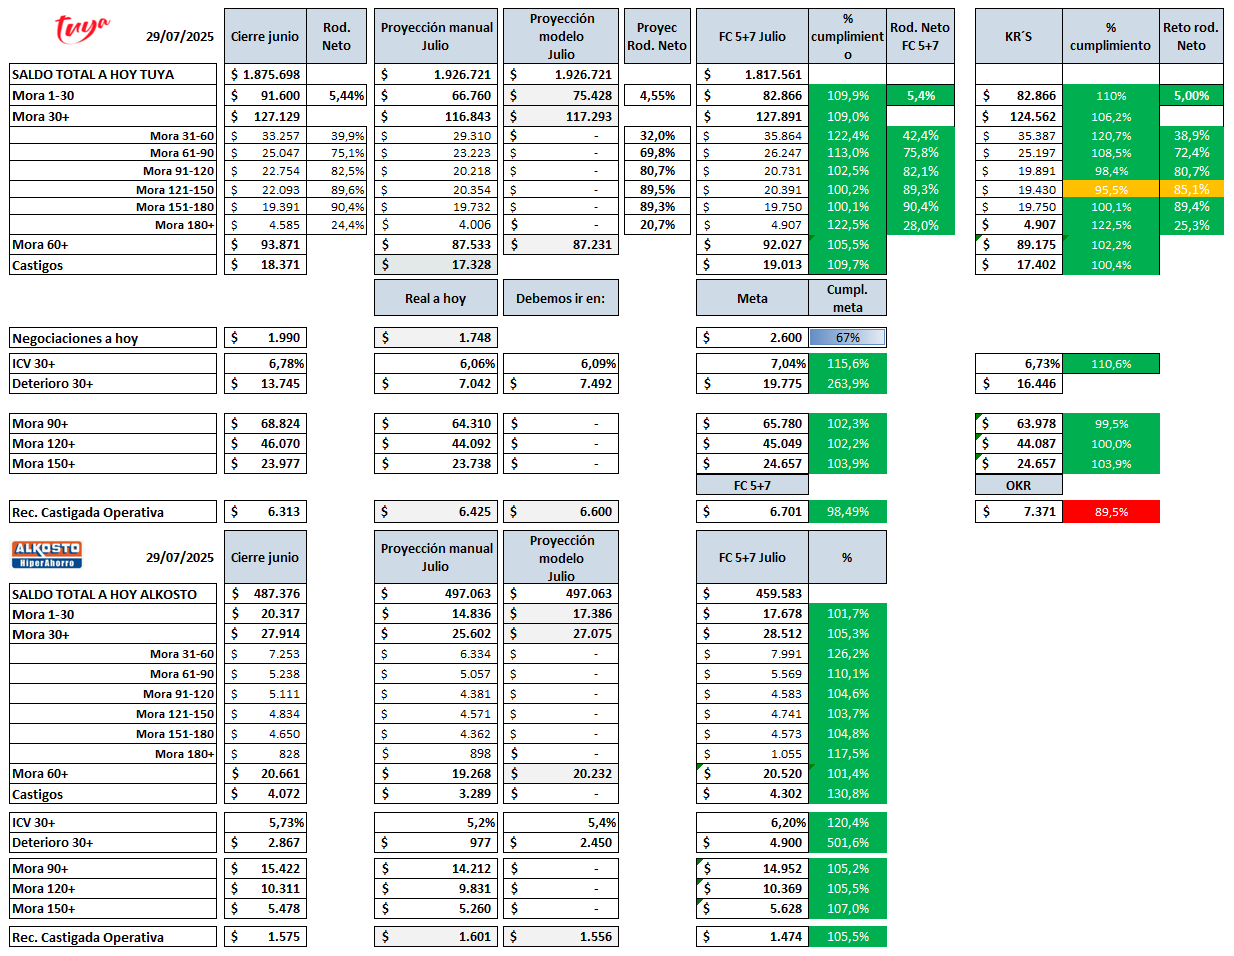 tuya 29/07/2025 Cierre junio Rod. Neto Proyección manual Julio Proyección modelo Julio Proyec Rod. Neto FC 5+7 Julio % cumplimiento Rod. Neto FC 5+7 KR´S % cumplimiento Reto rod. Neto
SALDO TOTAL A HOY TUYA $ 1.875.698 $ 1.926.721 $ 1.926.721 $ 1.817.561
Mora 1-30 $ 91.600 5,44% $ 66.760 $ 75.428 4,55% $ 82.866 109,9% 5,4% $ 82.866 110% 5,00%
Mora 30+ $ 127.129 $ 116.843 $ 117.293 $ 127.891 109,0% $ 124.562 106,2%
Mora 31-60 $ 33.257 39,9% $ 29.310 $ - 32,0% $ 35.864 122,4% 42,4% $ 35.387 120,7% 38,9%
Mora 61-90 $ 25.047 75,1% $ 23.223 $ - 69,8% $ 26.247 113,0% 75,8% $ 25.197 108,5% 72,4%
Mora 91-120 $ 22.754 82,5% $ 20.218 $ - 80,7% $ 20.731 102,5% 82,1% $ 19.891 98,4% 80,7%
Mora 121-150 $ 22.093 89,6% $ 20.354 $ - 89,5% $ 20.391 100,2% 89,3% $ 19.430 95,5% 85,1%
Mora 151-180 $ 19.391 90,4% $ 19.732 $ - 89,3% $ 19.750 100,1% 90,4% $ 19.750 100,1% 89,4%
Mora 180+ $ 4.585 24,4% $ 4.006 $ - 20,7% $ 4.907 122,5% 28,0% $ 4.907 122,5% 25,3%
Mora 60+ $ 93.871 $ 87.533 $ 87.231 $ 92.027 105,5% $ 89.175 102,2%
Castigos $ 18.371 $ 17.328 $ 19.013 109,7% $ 17.402 100,4%
Real a hoy Debemos ir en: Meta Cumpl. meta
Negociaciones a hoy $ 1.990 $ 1.748 $ 2.600 67%
ICV 30+ 6,78% 6,06% 6,09% 7,04% 115,6% 6,73% 110,6%
Deterioro 30+ $ 13.745 $ 7.042 $ 7.492 $ 19.775 263,9% $ 16.446
Mora 90+ $ 68.824 $ 64.310 $ - $ 65.780 102,3% $ 63.978 99,5%
Mora 120+ $ 46.070 $ 44.092 $ - $ 45.049 102,2% $ 44.087 100,0%
Mora 150+ $ 23.977 $ 23.738 $ - $ 24.657 103,9% $ 24.657 103,9%
FC 5+7 OKR
Rec. Castigada Operativa $ 6.313 $ 6.425 $ 6.600 $ 6.701 98,49% $ 7.371 89,5%
ALKOSTO HiperAhorro 29/07/2025 Cierre junio Proyección manual Julio Proyección modelo Julio FC 5+7 Julio %
SALDO TOTAL A HOY ALKOSTO $ 487.376 $ 497.063 $ 497.063 $ 459.583
Mora 1-30 $ 20.317 $ 14.836 $ 17.386 $ 17.678 101,7%
Mora 30+ $ 27.914 $ 25.602 $ 27.075 $ 28.512 105,3%
Mora 31-60 $ 7.253 $ 6.334 $ - $ 7.991 126,2%
Mora 61-90 $ 5.238 $ 5.057 $ - $ 5.569 110,1%
Mora 91-120 $ 5.111 $ 4.381 $ - $ 4.583 104,6%
Mora 121-150 $ 4.834 $ 4.571 $ - $ 4.741 103,7%
Mora 151-180 $ 4.650 $ 4.362 $ - $ 4.573 104,8%
Mora 180+ $ 828 $ 898 $ - $ 1.055 117,5%
Mora 60+ $ 20.661 $ 19.268 $ 20.232 $ 20.520 101,4%
Castigos $ 4.072 $ 3.289 $ - $ 4.302 130,8%
ICV 30+ 5,73% 5,2% 5,4% 6,20% 120,4%
Deterioro 30+ $ 2.867 $ 977 $ 2.450 $ 4.900 501,6%
Mora 90+ $ 15.422 $ 14.212 $ - $ 14.952 105,2%
Mora 120+ $ 10.311 $ 9.831 $ - $ 10.369 105,5%
Mora 150+ $ 5.478 $ 5.260 $ - $ 5.628 107,0%
Rec. Castigada Operativa $ 1.575 $ 1.601 $ 1.556 $ 1.474 105,5%